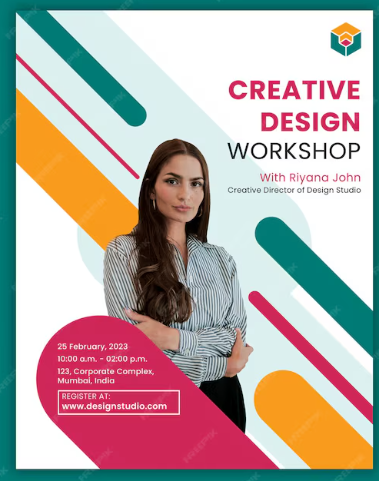 CREATIVE
DESIGN
WORKSHOP
With Riyana John
Creative Director of Design Studio
25 February, 2023
10:00 a.m. - 02:00 p.m.
123, Corporate Complex,
Mumbai, India
REGISTER AT:
www.designstudio.com